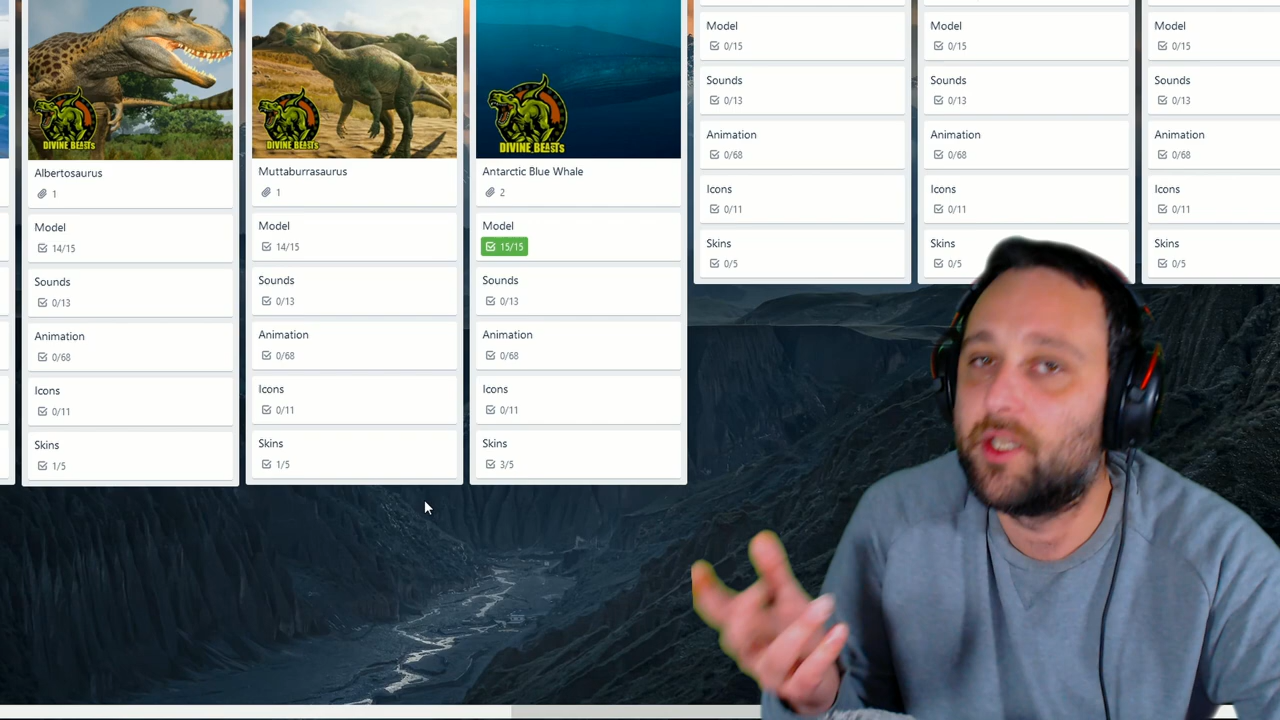 DIVINE BEASTS
Albertosaurus
1
Model
14/15
Sounds
0/13
Animation
0/68
Icons
0/11
Skins
1/5
DIVINE BEASTS
Muttaburrasaurus
1
Model
14/15
Sounds
0/13
Animation
0/68
Icons
0/11
Skins
1/5
DIVINE BEASTS
Antarctic Blue Whale
2
Model
15/15
Sounds
0/13
Animation
0/68
Icons
0/11
Skins
3/5
Model
0/15
Sounds
0/13
Animation
0/68
Icons
0/11
Skins
0/5
Model
0/15
Sounds
0/13
Animation
0/68
Icons
0/11
Skins
0/5
Model
0/15
Sounds
0/13
Animation
0/68
Icons
0/11
Skins
0/5